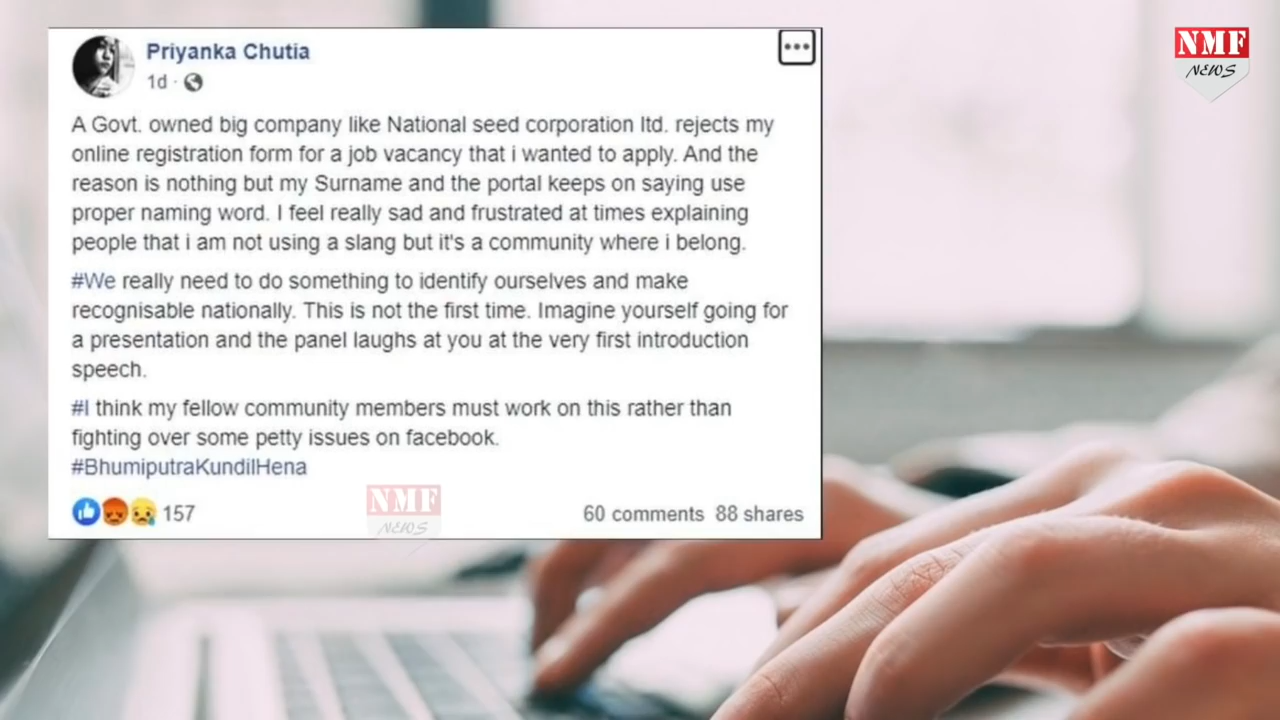 Priyanka Chutia
1d ·
A Govt. owned big company like National seed corporation ltd. rejects my
online registration form for a job vacancy that i wanted to apply. And the
reason is nothing but my Surname and the portal keeps on saying use
proper naming word. I feel really sad and frustrated at times explaining
people that i am not using a slang but it's a community where i belong.
#We really need to do something to identify ourselves and make
recognisable nationally. This is not the first time. Imagine yourself going for
a presentation and the panel laughs at you at the very first introduction
speech.
#I think my fellow community members must work on this rather than
fighting over some petty issues on facebook.
#BhumiputraKundilHena
157
60 comments 88 shares
NMF
NEWS
NMF
NEWS